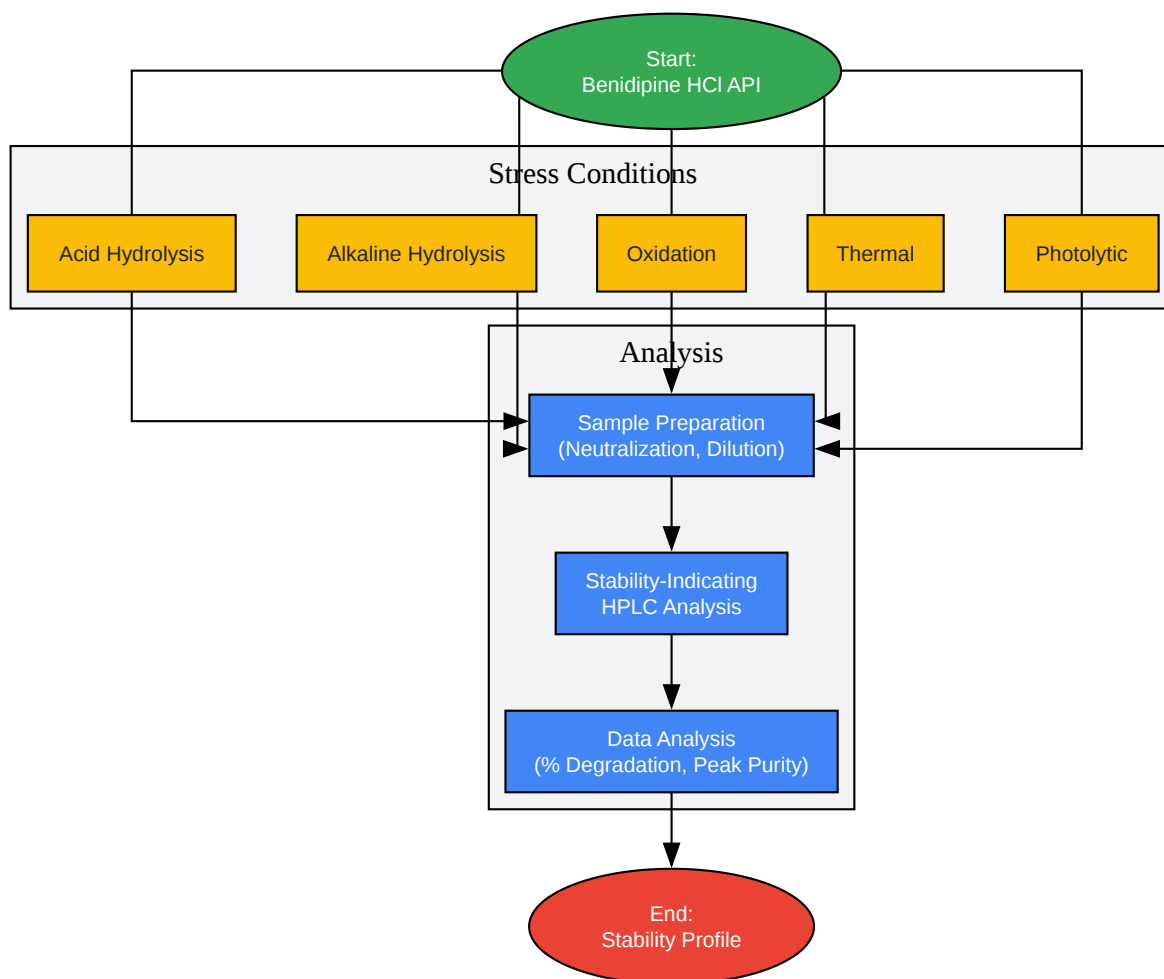 Start:
Benidipine HCl API
Stress Conditions
Acid Hydrolysis
Alkaline Hydrolysis
Oxidation
Thermal
Photolytic
Analysis
Sample Preparation
(Neutralization, Dilution)
Stability-Indicating
HPLC Analysis
Data Analysis
(% Degradation, Peak Purity)
End:
Stability Profile